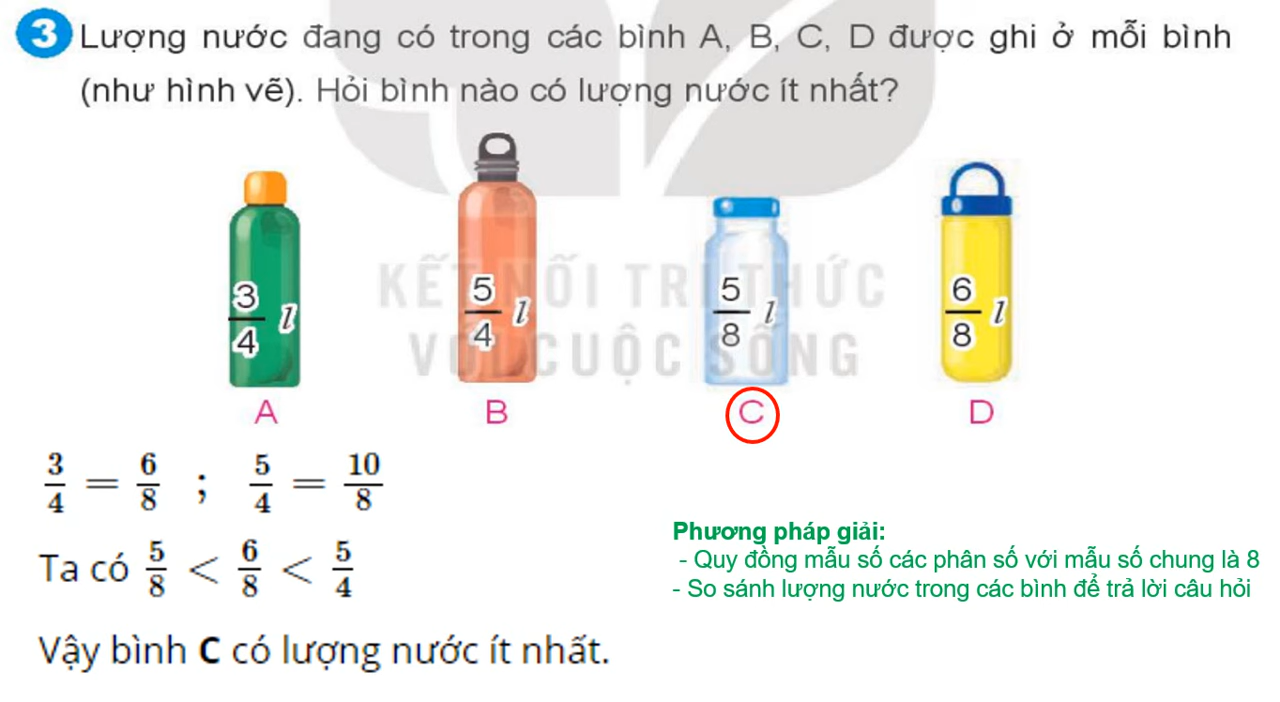 3 Lượng nước đang có trong các bình A, B, C, D được ghi ở mỗi bình
(như hình vẽ). Hỏi bình nào có lượng nước ít nhất?
KẾT NỐI TRI THỨC
VỚI CUỘC SỐNG
3/4 l
5/4 l
5/8 l
6/8 l
A
B
C
D
3/4 = 6/8 ; 5/4 = 10/8
Ta có 5/8 < 6/8 < 5/4
Vậy bình C có lượng nước ít nhất.
Phương pháp giải:
- Quy đồng mẫu số các phân số với mẫu số chung là 8
- So sánh lượng nước trong các bình để trả lời câu hỏi